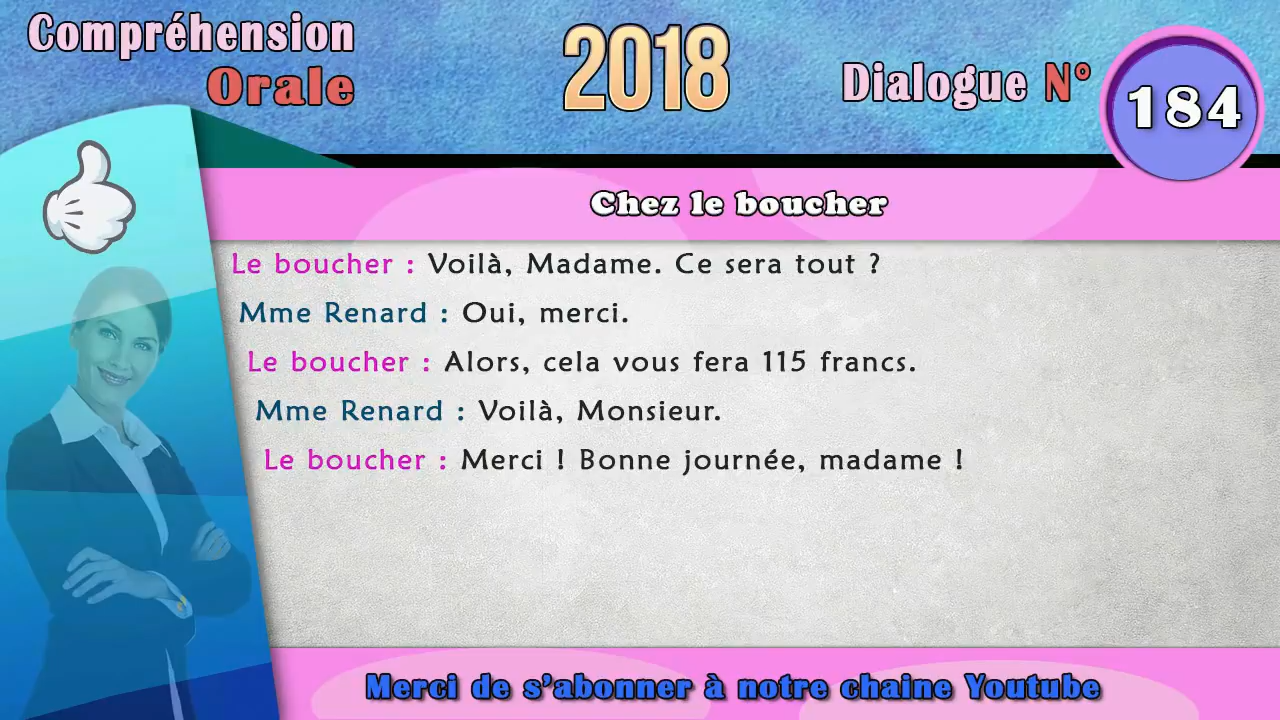 Compréhension
Orale
2018
Dialogue N°
184
Chez le boucher
Le boucher : Voilà, Madame. Ce sera tout ?
Mme Renard : Oui, merci.
Le boucher : Alors, cela vous fera 115 francs.
Mme Renard : Voilà, Monsieur.
Le boucher : Merci ! Bonne journée, madame !
Merci de s'abonner à notre chaine Youtube